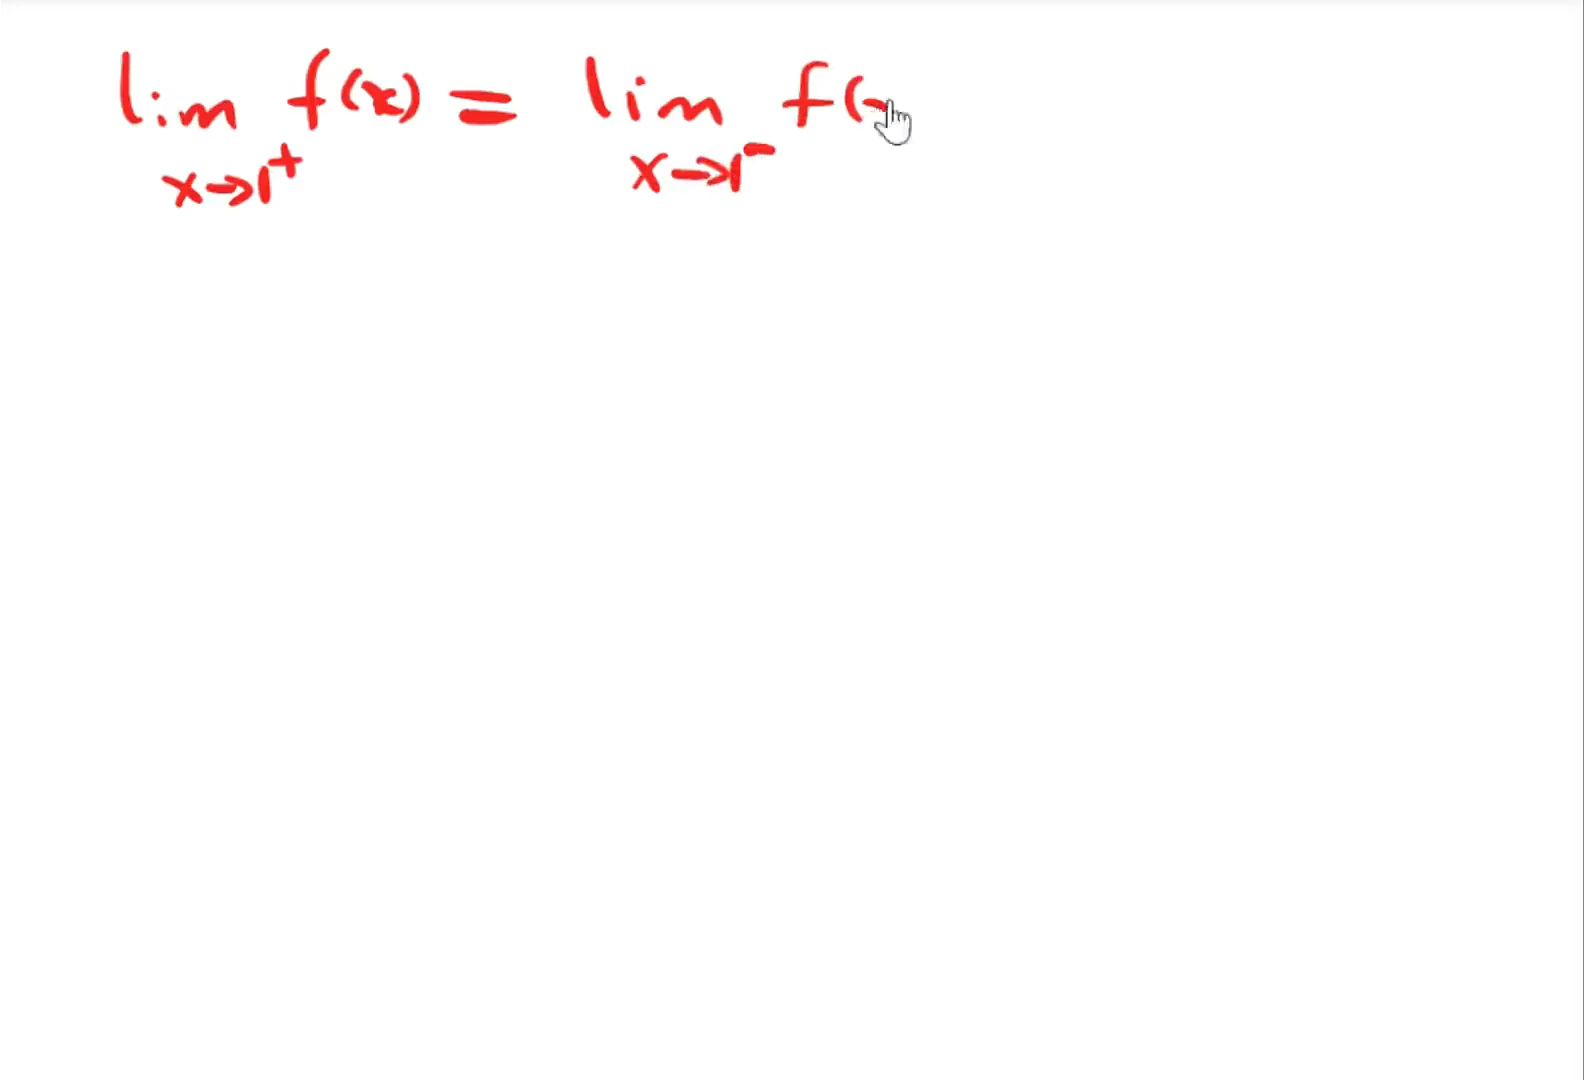 lim f(x) = lim f(
x→1⁺ x→1⁻